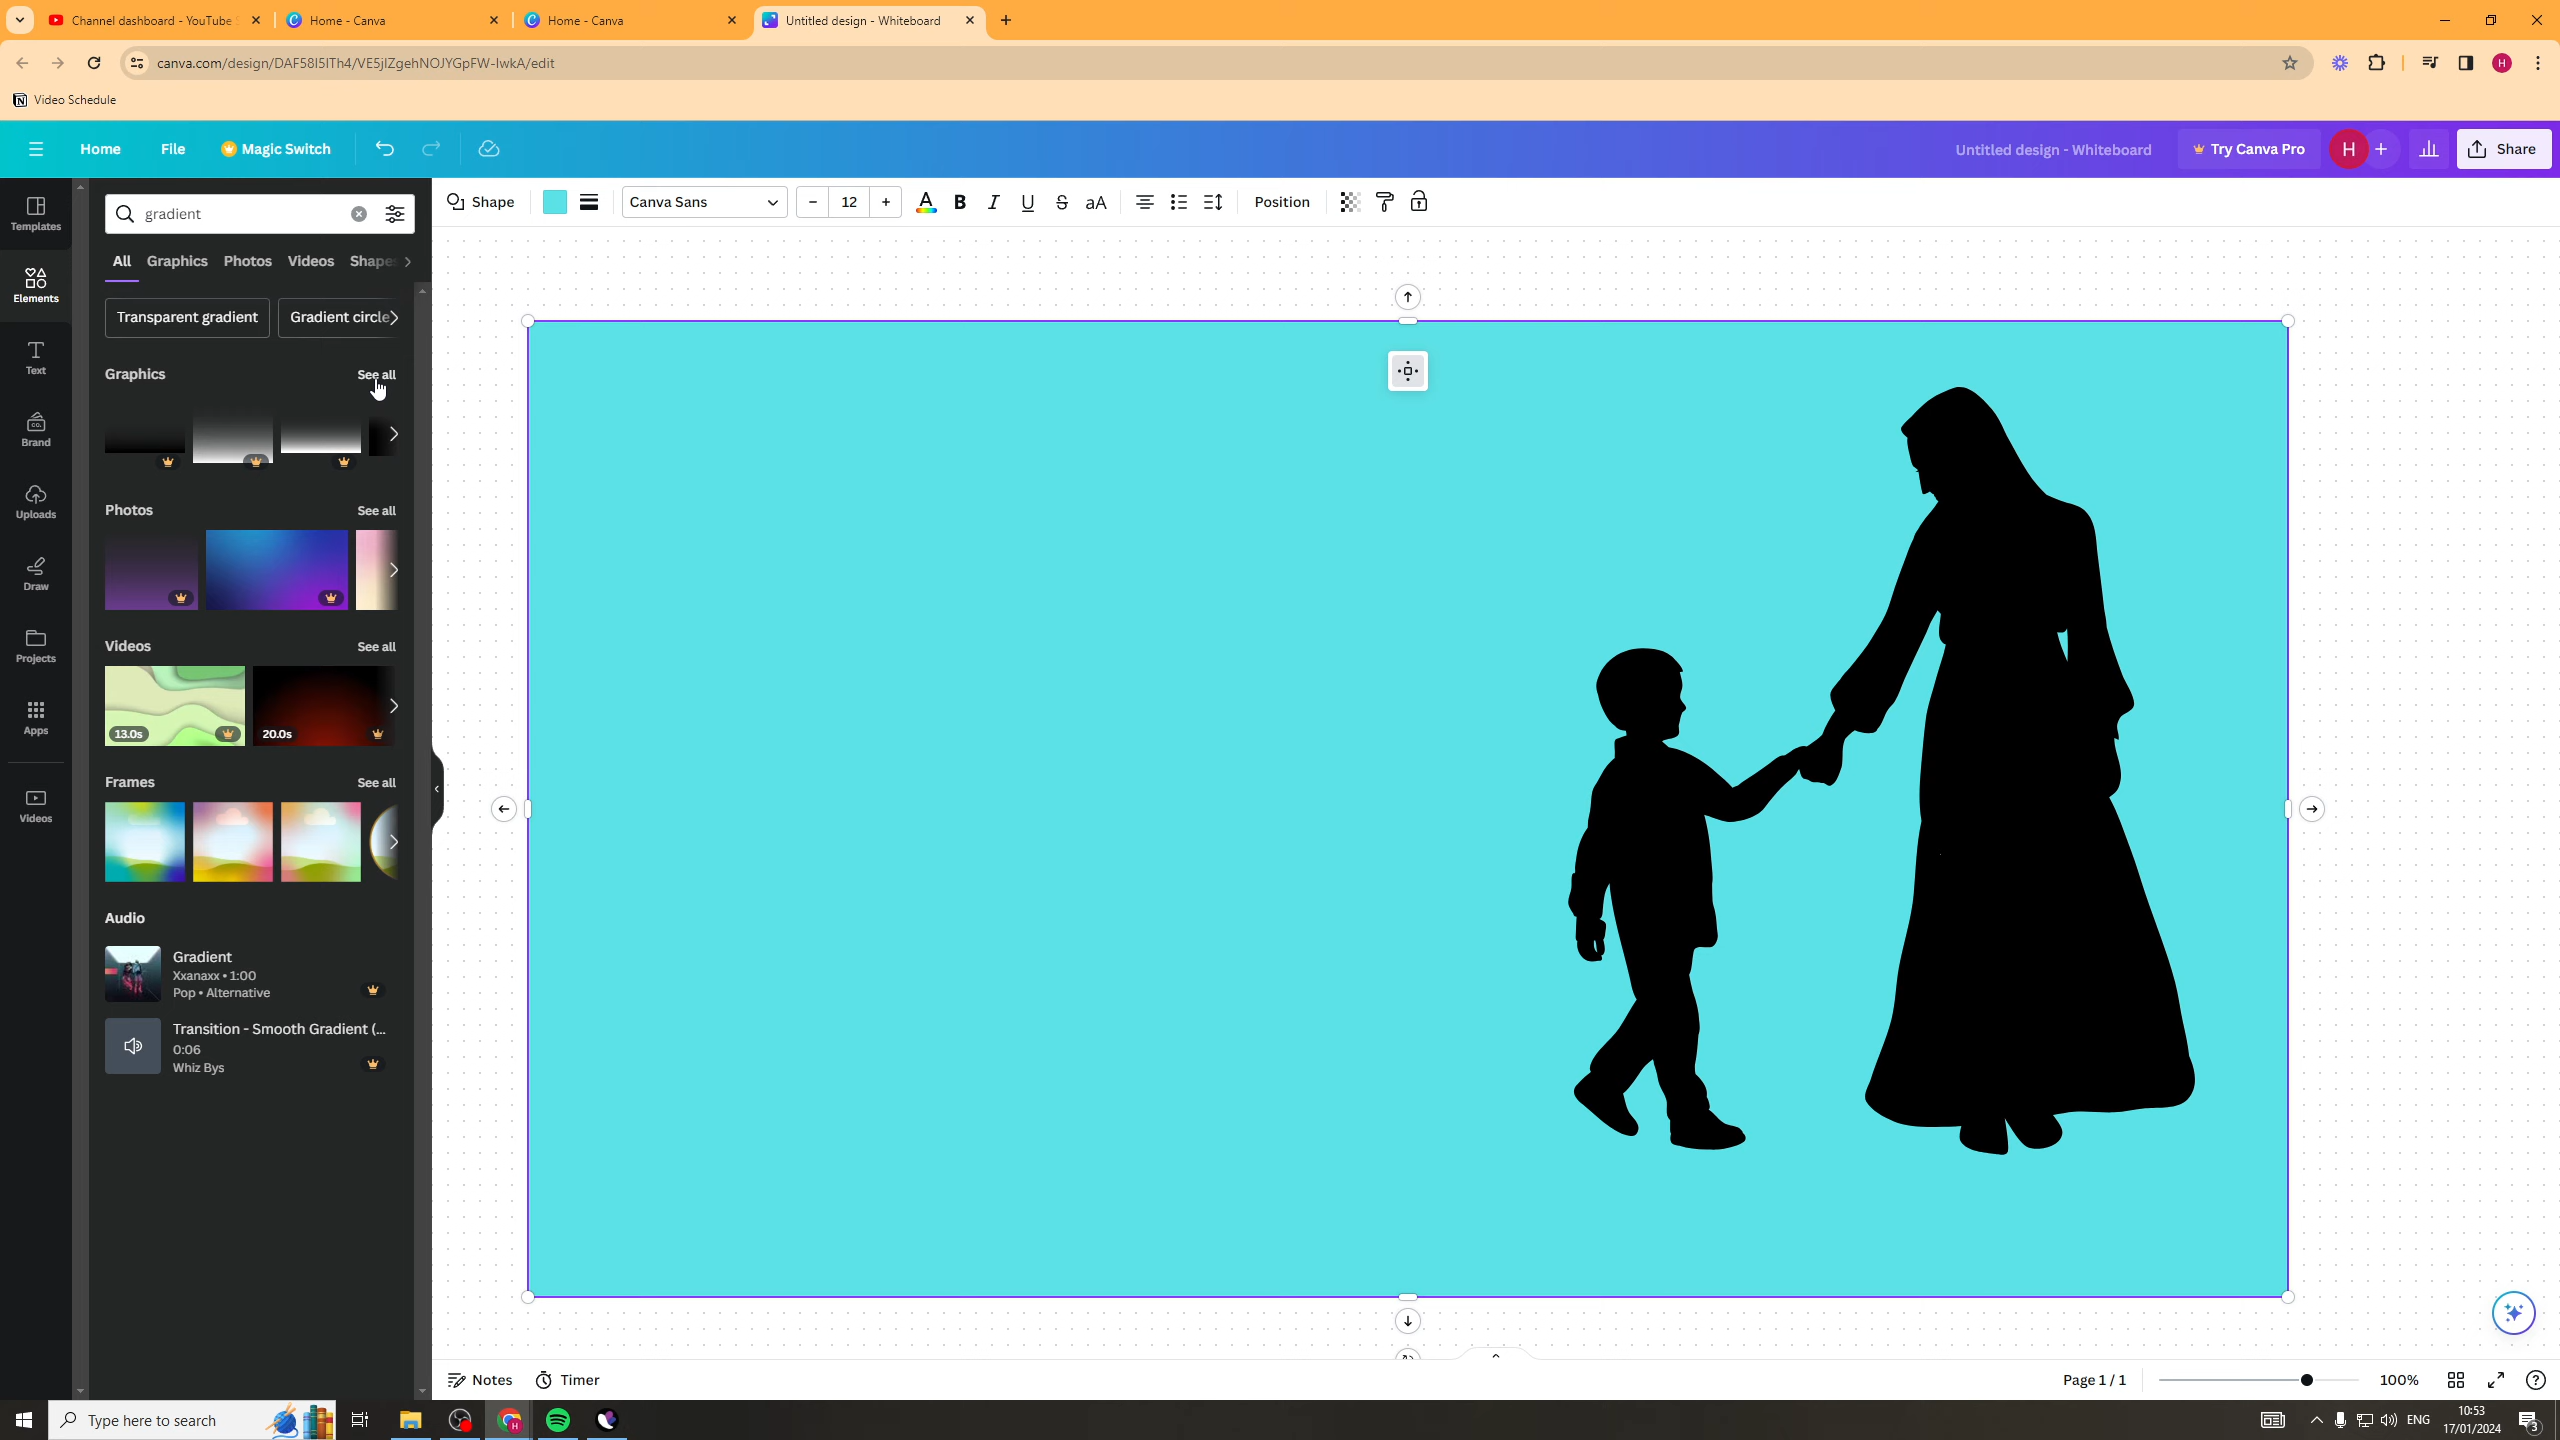 Channel dashboard - YouTube
Home - Canva
Home - Canva
Untitled design - Whiteboard
canva.com/design/DAF58I5ITh4/VE5jIZgehNOJYGpFW-IwkA/edit
H
Video Schedule
Home
File
Magic Switch
Untitled design - Whiteboard
Try Canva Pro
H
Share
Templates
Elements
Text
Brand
Uploads
Draw
Projects
Apps
Videos
gradient
All
Graphics
Photos
Videos
Shapes
Transparent gradient
Gradient circle
Graphics
See all
Photos
See all
Videos
See all
13.0s
20.0s
Frames
See all
Audio
Gradient
Xxanaxx • 1:00
Pop • Alternative
Transition - Smooth Gradient (...
0:06
Whiz Bys
Shape
Canva Sans
12
A
B
I
U
S
aA
Position
Notes
Timer
Page 1 / 1
100%
Type here to search
ENG
10:53
17/01/2024
3